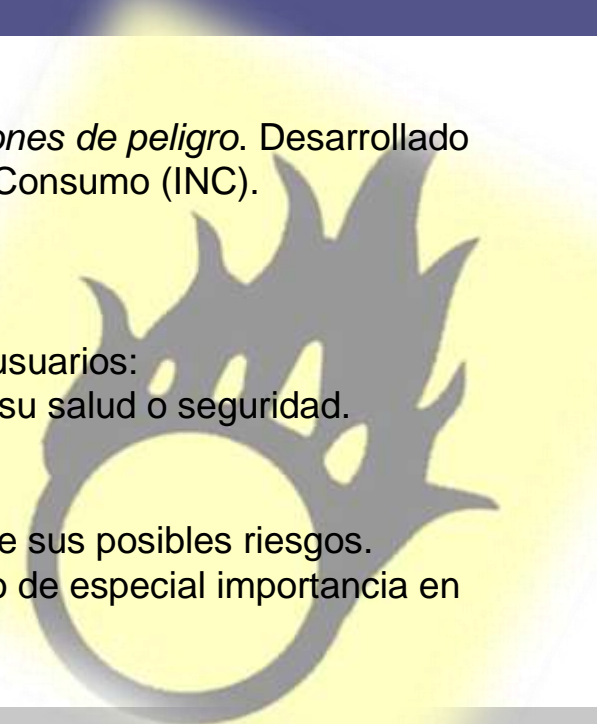 ones de peligro. Desarrollado
Consumo (INC).
usuarios:
su salud o seguridad.
e sus posibles riesgos.
o de especial importancia en